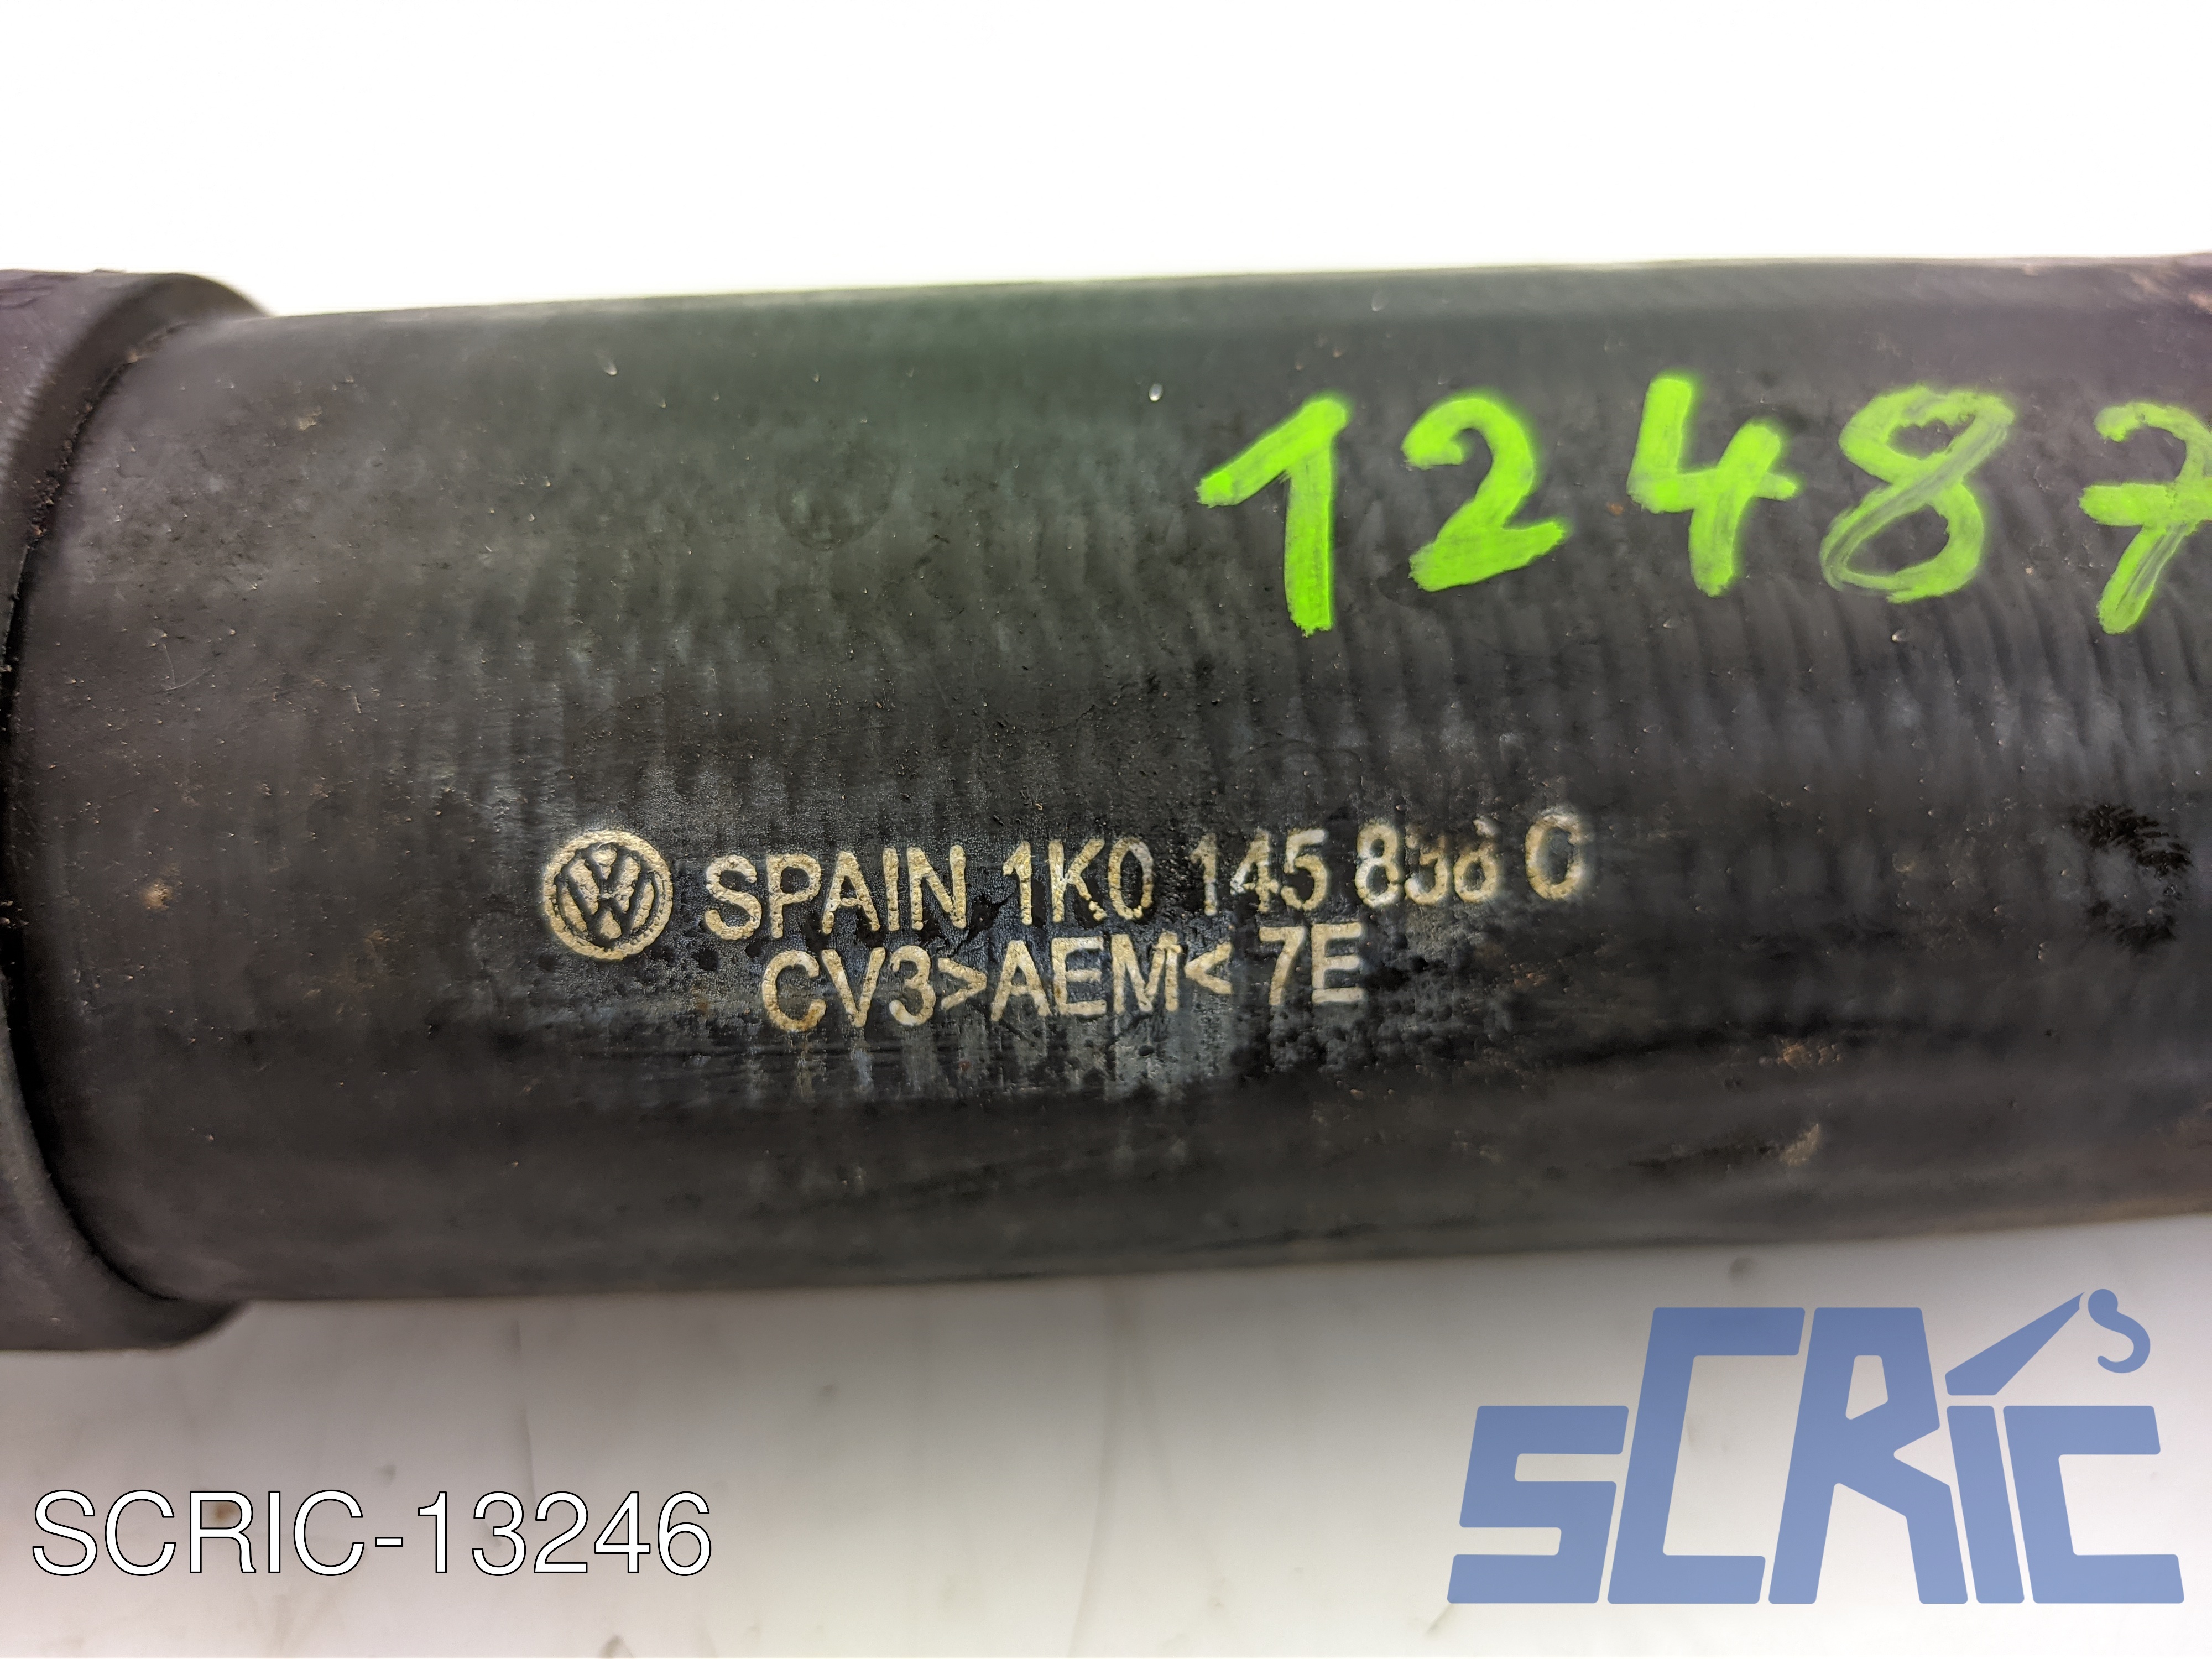 12487
SPAIN 1K0 145 838 C
CV3>AEM< 7E
SCRIC-13246
SCRIC